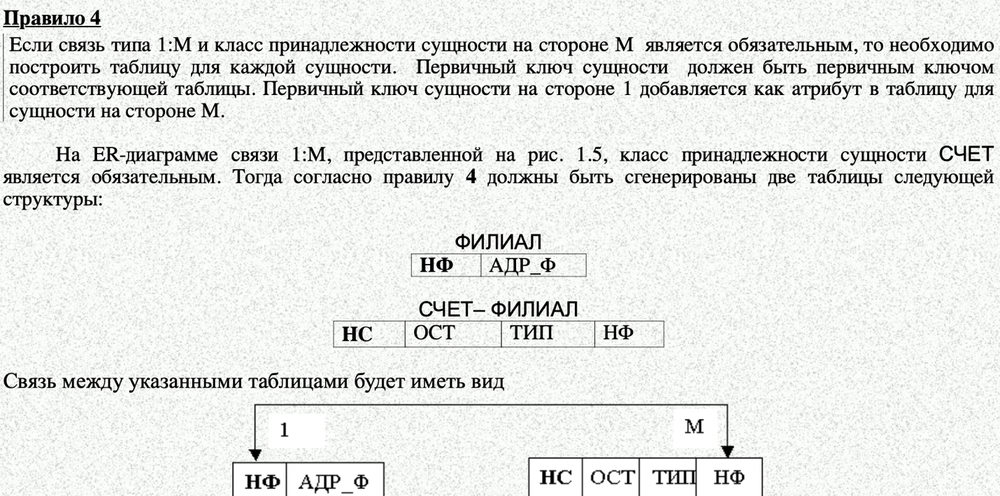 Правило 4
Если связь типа 1:М и класс принадлежности сущности на стороне М является обязательным, то необходимо
построить таблицу для каждой сущности. Первичный ключ сущности должен быть первичным ключом
соответствующей таблицы. Первичный ключ сущности на стороне 1 добавляется как атрибут в таблицу для
сущности на стороне М.
На ER-диаграмме связи 1:М, представленной на рис. 1.5, класс принадлежности сущности СЧЕТ
является обязательным. Тогда согласно правилу 4 должны быть сгенерированы две таблицы следующей
структуры:
ФИЛИАЛ
НФ АДР_Ф
СЧЕТ– ФИЛИАЛ
НС ОСТ ТИП НФ
Связь между указанными таблицами будет иметь вид
1 М
НФ АДР_Ф НС ОСТ ТИП НФ